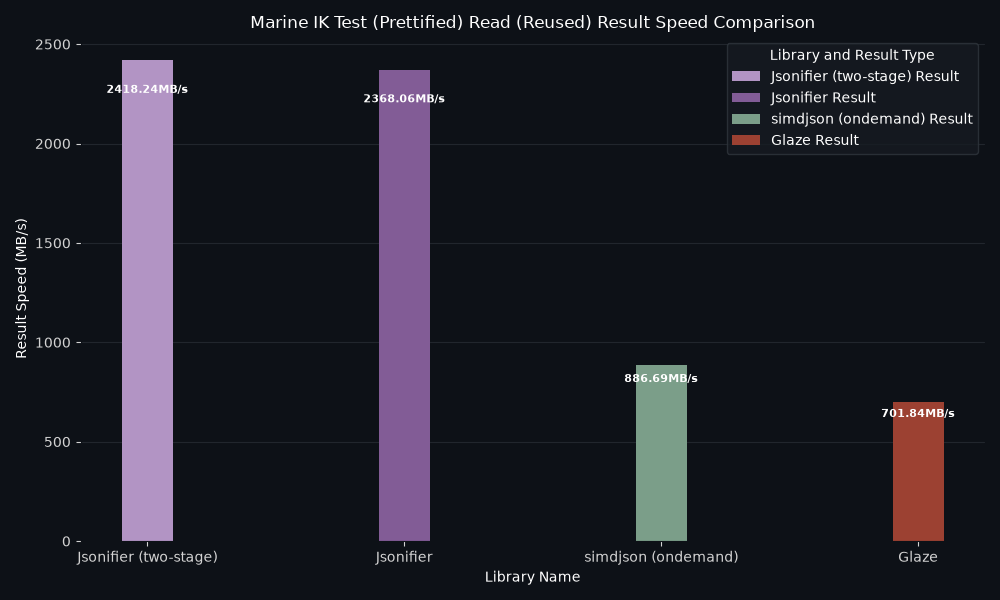 Marine IK Test (Prettified) Read (Reused) Result Speed Comparison
Library and Result Type
Jsonifier (two-stage) Result
Jsonifier Result
simdjson (ondemand) Result
Glaze Result
2418.24MB/s
2368.06MB/s
886.69MB/s
701.84MB/s
Result Speed (MB/s)
2500
2000
1500
1000
500
0
Jsonifier (two-stage)
Jsonifier
simdjson (ondemand)
Glaze
Library Name